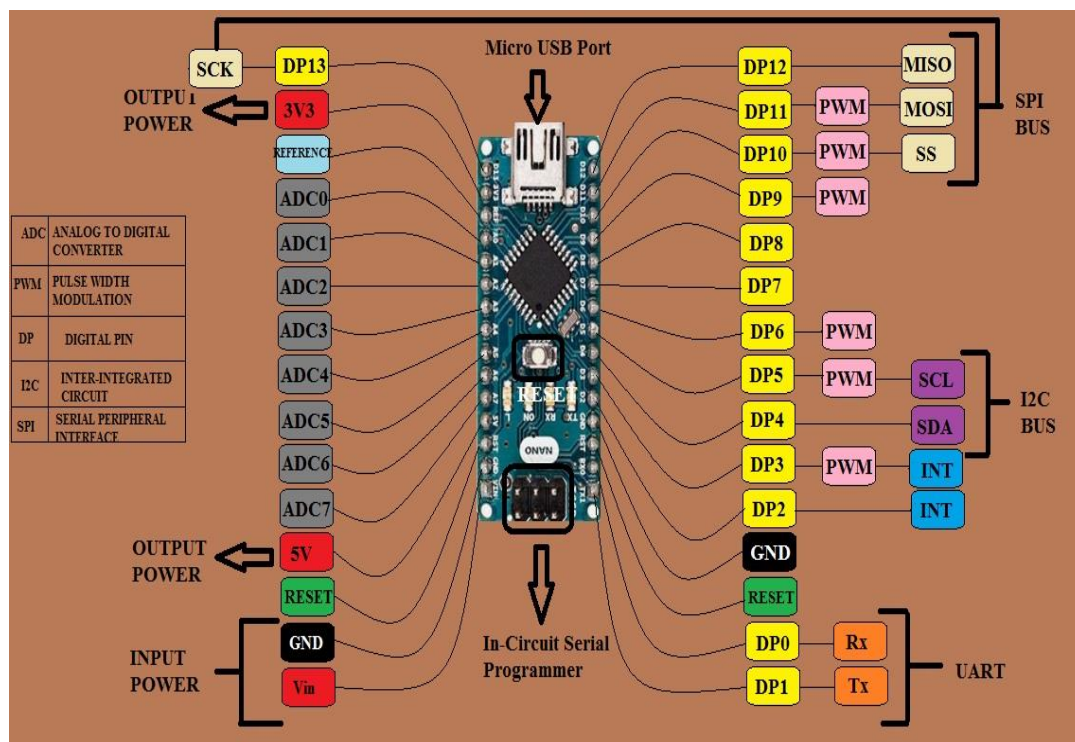 Micro USB Port
SCK
DP13
OUTPUT
POWER
3V3
REFERENCE
ADC0
ADC1
ADC2
ADC3
ADC4
ADC5
ADC6
ADC7
OUTPUT
POWER
5V
RESET
INPUT
POWER
GND
Vin
ADC ANALOG TO DIGITAL
CONVERTER
PWM PULSE WIDTH
MODULATION
DP DIGITAL PIN
I2C INTER-INTEGRATED
CIRCUIT
SPI SERIAL PERIPHERAL
INTERFACE
RESET
L
ON
RX
TX
NANO
In-Circuit Serial
Programmer
DP12 MISO
DP11 PWM MOSI
DP10 PWM SS
SPI
BUS
DP9 PWM
DP8
DP7
DP6 PWM
DP5 PWM SCL
DP4 SDA
DP3 PWM INT
DP2 INT
I2C
BUS
GND
RESET
DP0 Rx
DP1 Tx
UART